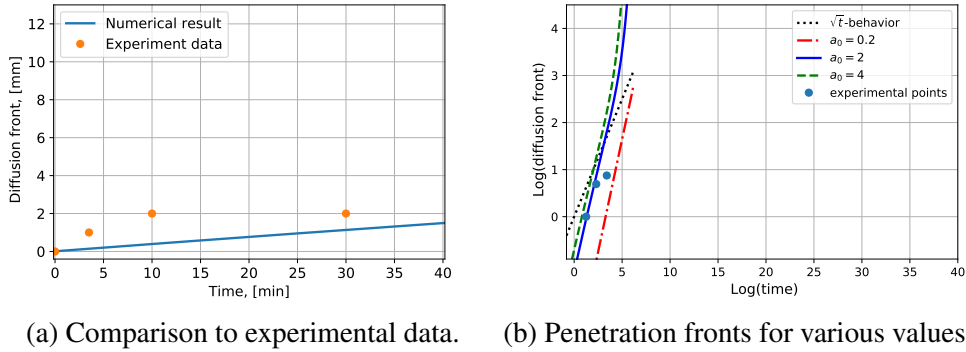 12
10
8
6
4
2
0
Diffusion front, [mm]
Numerical result
Experiment data
0 5 10 15 20 25 30 35 40
Time, [min]
(a) Comparison to experimental data.
4
3
2
1
0
Log(diffusion front)
√t-behavior
a₀ = 0.2
a₀ = 2
a₀ = 4
experimental points
0 5 10 15 20 25 30 35 40
Log(time)
(b) Penetration fronts for various values